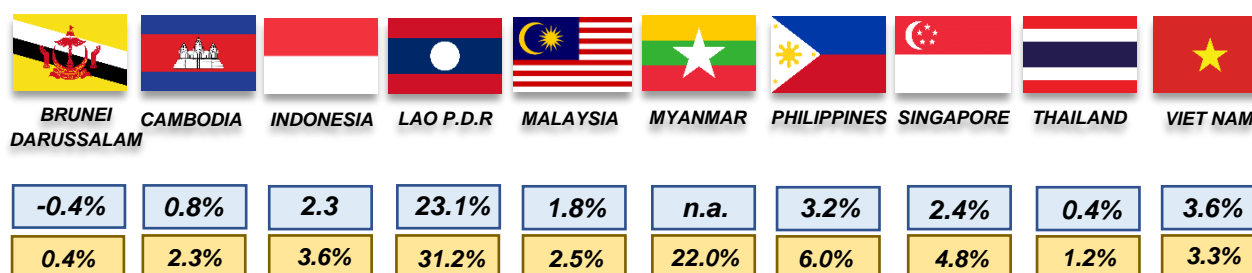 BRUNEI DARUSSALAM
CAMBODIA
INDONESIA
LAO P.D.R
MALAYSIA
MYANMAR
PHILIPPINES
SINGAPORE
THAILAND
VIET NAM
-0.4% 0.8% 2.3 23.1% 1.8% n.a. 3.2% 2.4% 0.4% 3.6%
0.4% 2.3% 3.6% 31.2% 2.5% 22.0% 6.0% 4.8% 1.2% 3.3%